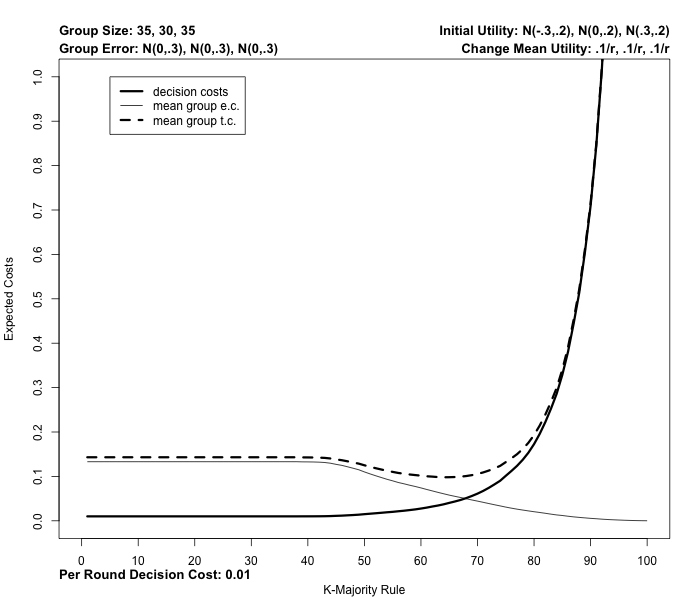 Group Size: 35, 30, 35
Initial Utility: N(-.3,.2), N(0,.2), N(.3,.2)
Group Error: N(0,.3), N(0,.3), N(0,.3)
Change Mean Utility: .1/r, .1/r, .1/r
decision costs
mean group e.c.
mean group t.c.
Expected Costs
1.0
0.9
0.8
0.7
0.6
0.5
0.4
0.3
0.2
0.1
0.0
0 10 20 30 40 50 60 70 80 90 100
Per Round Decision Cost: 0.01
K-Majority Rule